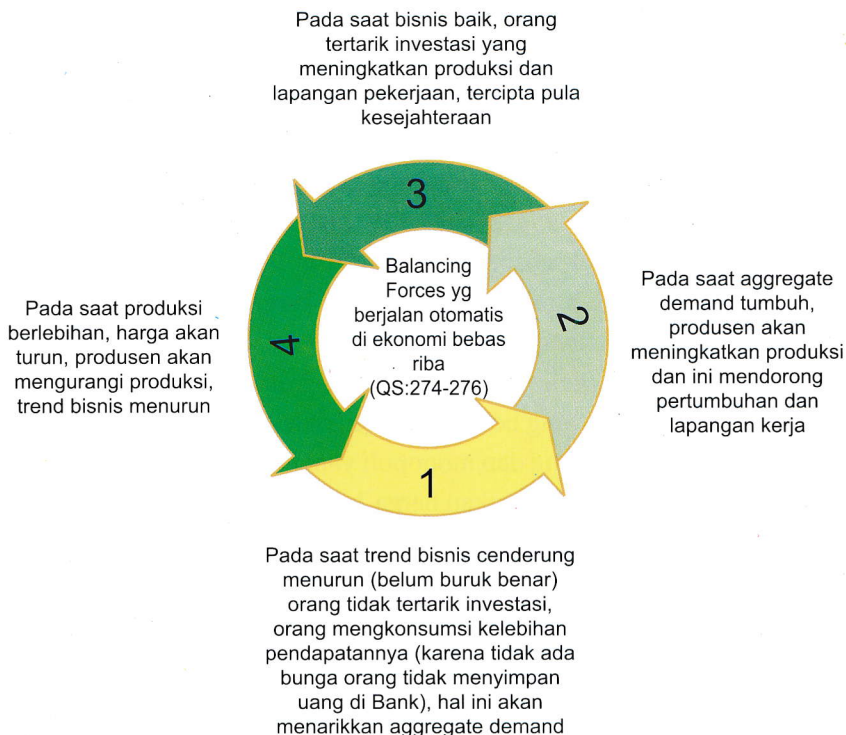 Pada saat bisnis baik, orang
tertarik investasi yang
meningkatkan produksi dan
lapangan pekerjaan, tercipta pula
kesejahteraan
3
Balancing
Forces yg
berjalan otomatis
di ekonomi bebas
riba
(QS:274-276)
Pada saat produksi
berlebihan, harga akan
turun, produsen akan
mengurangi produksi,
trend bisnis menurun
4
2
Pada saat aggregate
demand tumbuh,
produsen akan
meningkatkan produksi
dan ini mendorong
pertumbuhan dan
lapangan kerja
1
Pada saat trend bisnis cenderung
menurun (belum buruk benar)
orang tidak tertarik investasi,
orang mengkonsumsi kelebihan
pendapatannya (karena tidak ada
bunga orang tidak menyimpan
uang di Bank), hal ini akan
menarikkan aggregate demand